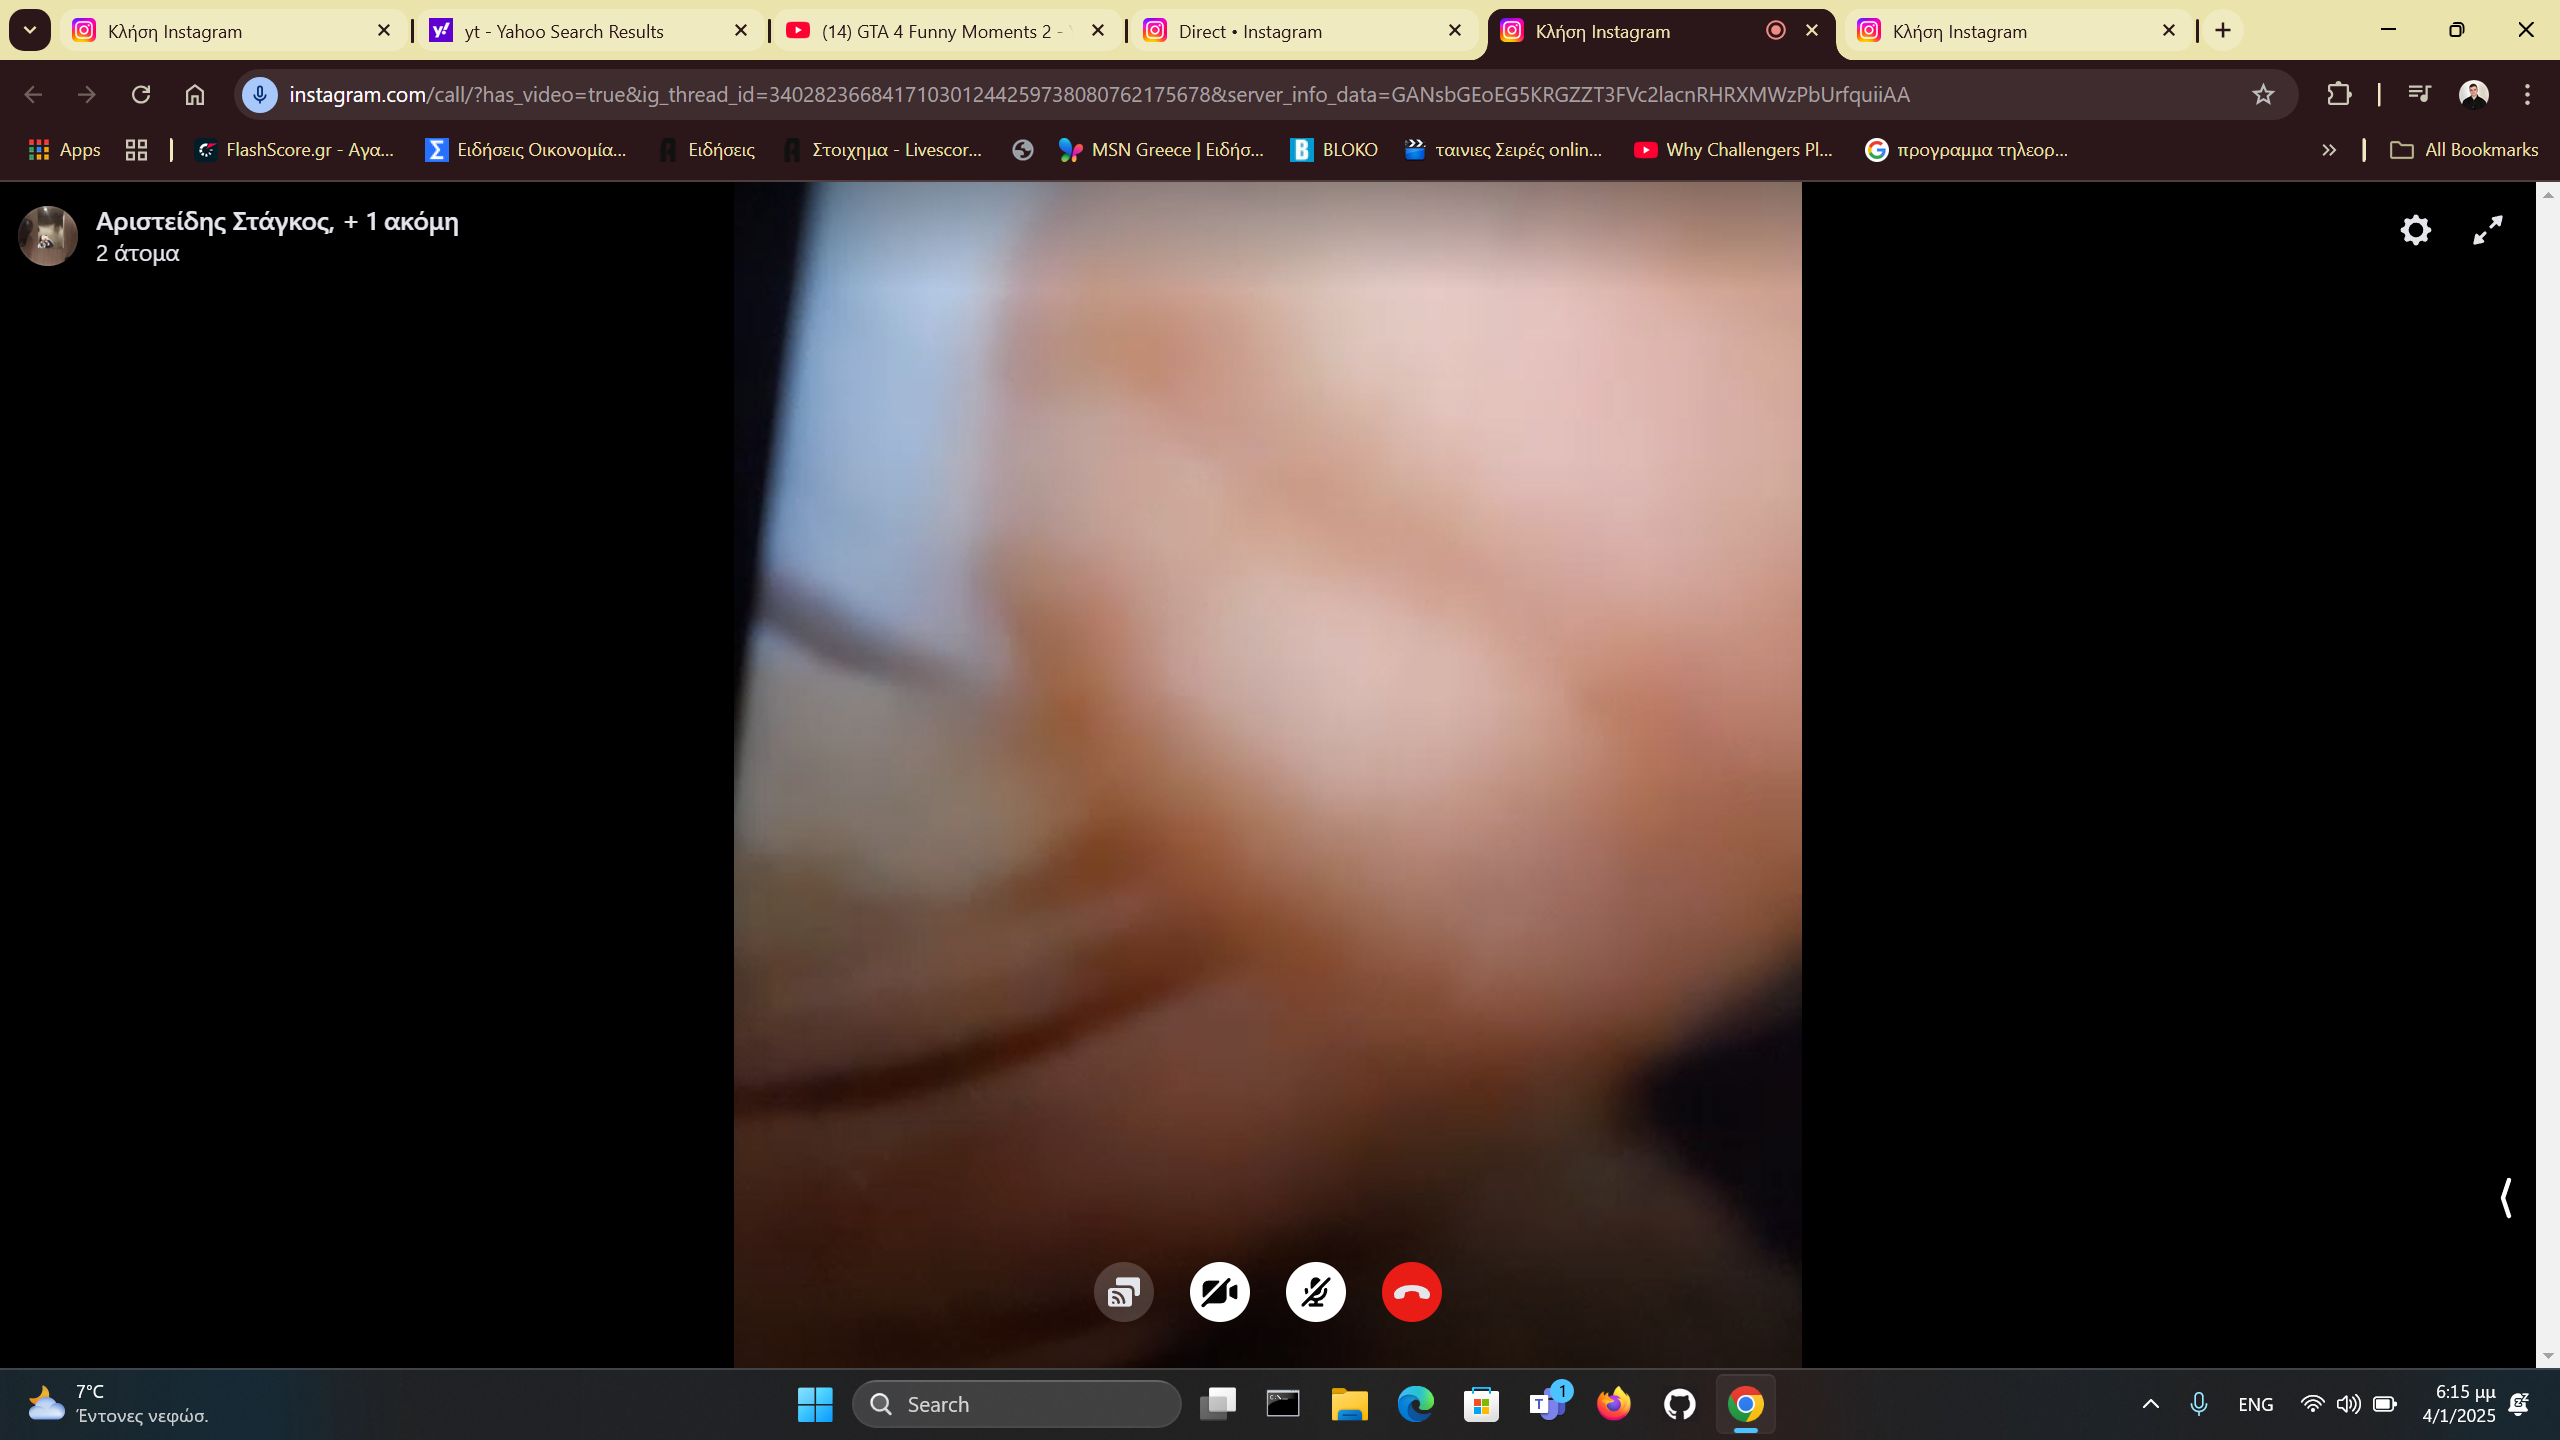 Κλήση Instagram
yt - Yahoo Search Results
(14) GTA 4 Funny Moments 2 -
Direct • Instagram
Κλήση Instagram
Κλήση Instagram
instagram.com/call/?has_video=true&ig_thread_id=340282366841710301244259738080762175678&server_info_data=GANsbGEoEG5KRGZZT3FVc2lacnRHRXMWzPbUrfquiiAA
Apps
FlashScore.gr - Αγα...
Ειδήσεις Οικονομία...
Ειδήσεις
Στοιχημα - Livescor...
MSN Greece | Ειδήσ...
BLOKO
ταινιες Σειρές onlin...
Why Challengers Pl...
προγραμμα τηλεορ...
All Bookmarks
Αριστείδης Στάγκος, + 1 ακόμη
2 άτομα
7°C
Έντονες νεφώσ.
Search
1
ENG
6:15 μμ
4/1/2025